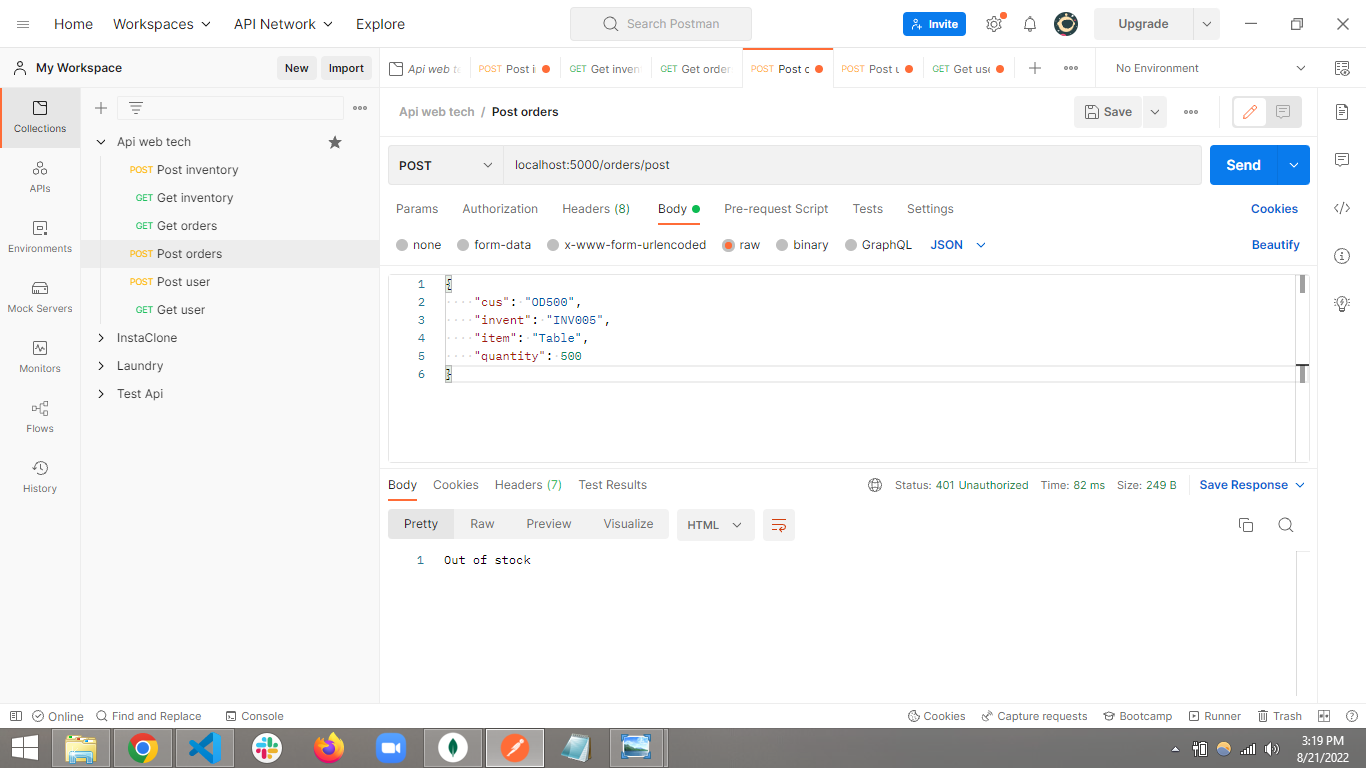 Home Workspaces API Network Explore Search Postman Invite Upgrade
My Workspace New Import Api web te POST Post i GET Get inven GET Get order POST Post o POST Post u GET Get use No Environment
Collections
APIs
Environments
Mock Servers
Monitors
Flows
History
Api web tech
POST Post inventory
GET Get inventory
GET Get orders
POST Post orders
POST Post user
GET Get user
InstaClone
Laundry
Test Api
Api web tech / Post orders Save
POST localhost:5000/orders/post Send
Params Authorization Headers (8) Body Pre-request Script Tests Settings Cookies
none form-data x-www-form-urlencoded raw binary GraphQL JSON Beautify
1 {
2 "cus": "OD500",
3 "invent": "INV005",
4 "item": "Table",
5 "quantity": 500
6 }
Body Cookies Headers (7) Test Results Status: 401 Unauthorized Time: 82 ms Size: 249 B Save Response
Pretty Raw Preview Visualize HTML
1 Out of stock
Online Find and Replace Console Cookies Capture requests Bootcamp Runner Trash
3:19 PM
8/21/2022